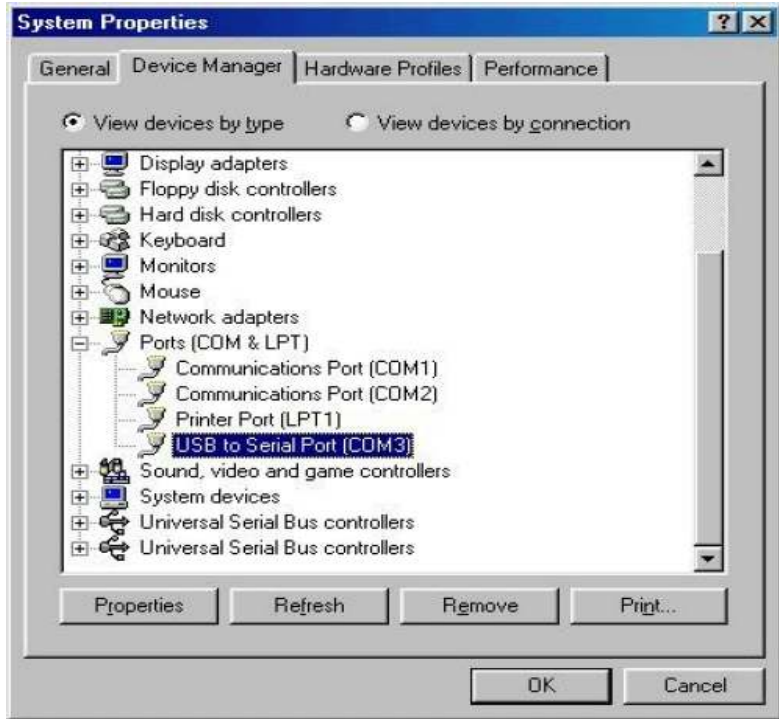 System Properties
General Device Manager Hardware Profiles Performance
View devices by type View devices by connection
Display adapters
Floppy disk controllers
Hard disk controllers
Keyboard
Monitors
Mouse
Network adapters
Ports (COM & LPT)
Communications Port (COM1)
Communications Port (COM2)
Printer Port (LPT1)
USB to Serial Port (COM3)
Sound, video and game controllers
System devices
Universal Serial Bus controllers
Universal Serial Bus controllers
Properties Refresh Remove Print...
OK Cancel